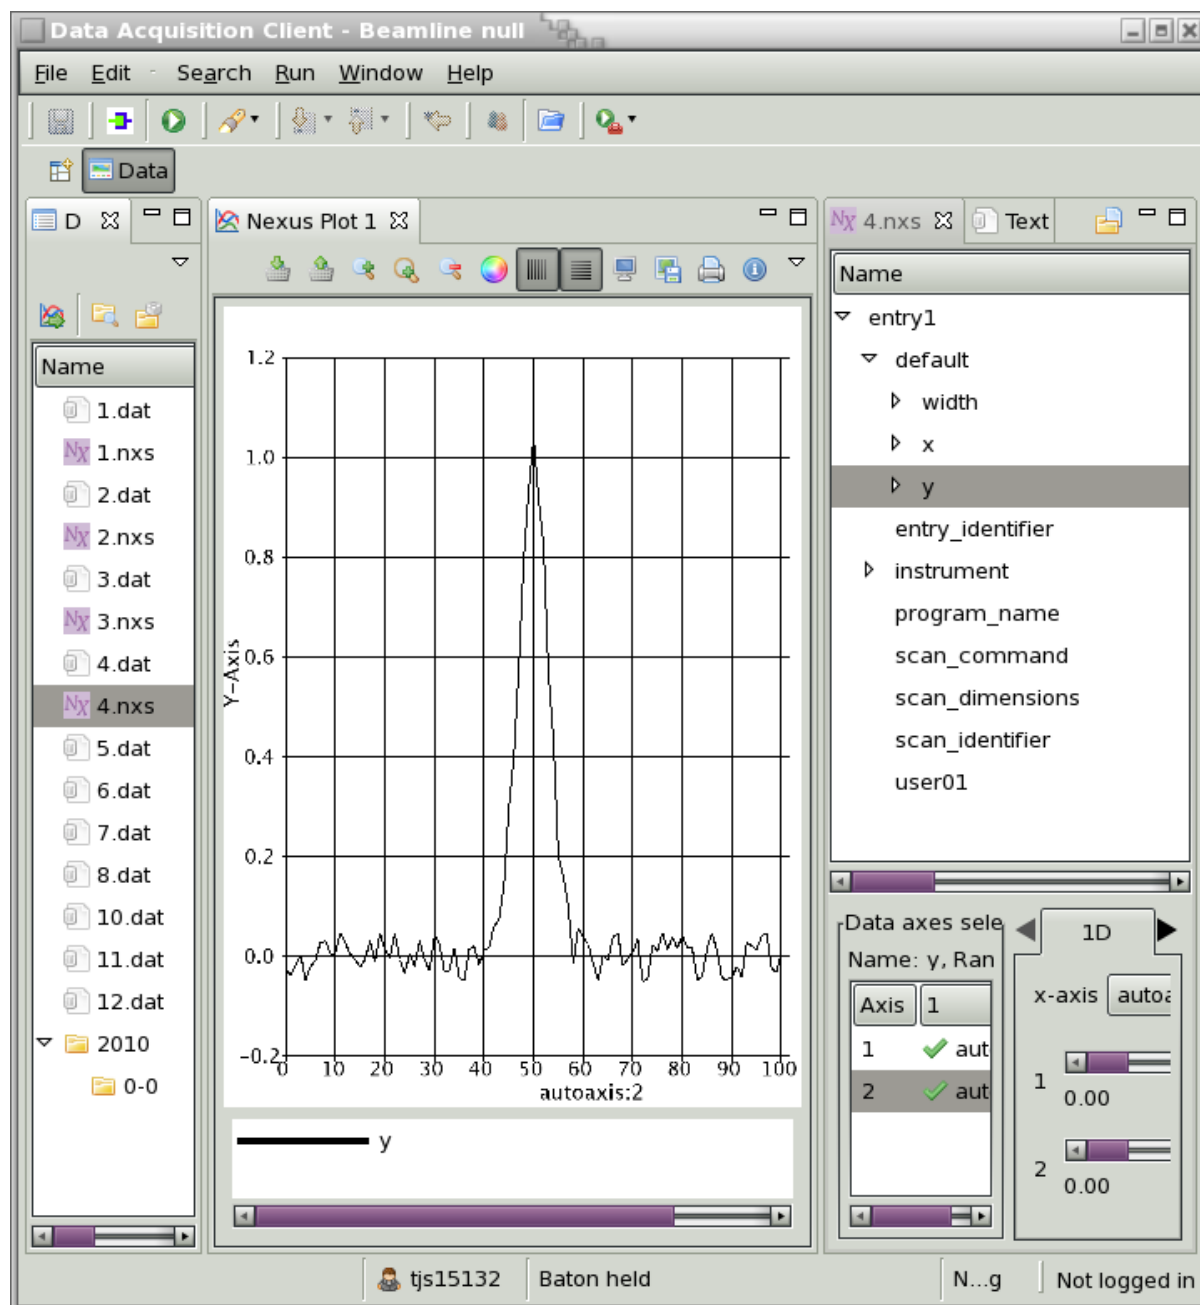 Data Acquisition Client - Beamline null
File Edit Search Run Window Help
Data
D
Name
1.dat
NX 1.nxs
2.dat
NX 2.nxs
3.dat
NX 3.nxs
4.dat
NX 4.nxs
5.dat
6.dat
7.dat
8.dat
10.dat
11.dat
12.dat
2010
0-0
Nexus Plot 1
1.2
1.0
0.8
0.6
0.4
0.2
0.0
-0.2
Y-Axis
0 10 20 30 40 50 60 70 80 90 100
autoaxis:2
y
NX 4.nxs Text
Name
entry1
default
width
x
y
entry_identifier
instrument
program_name
scan_command
scan_dimensions
scan_identifier
user01
Data axes sele
Name: y, Ran
Axis 1
1 aut
2 aut
1D
x-axis autoa
1
0.00
2
0.00
tjs15132 Baton held N...g Not logged in